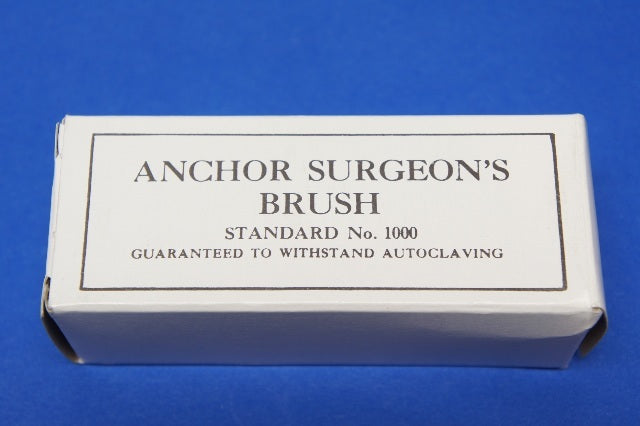 ANCHOR SURGEON'S
BRUSH
STANDARD No. 1000
GUARANTEED TO WITHSTAND AUTOCLAVING